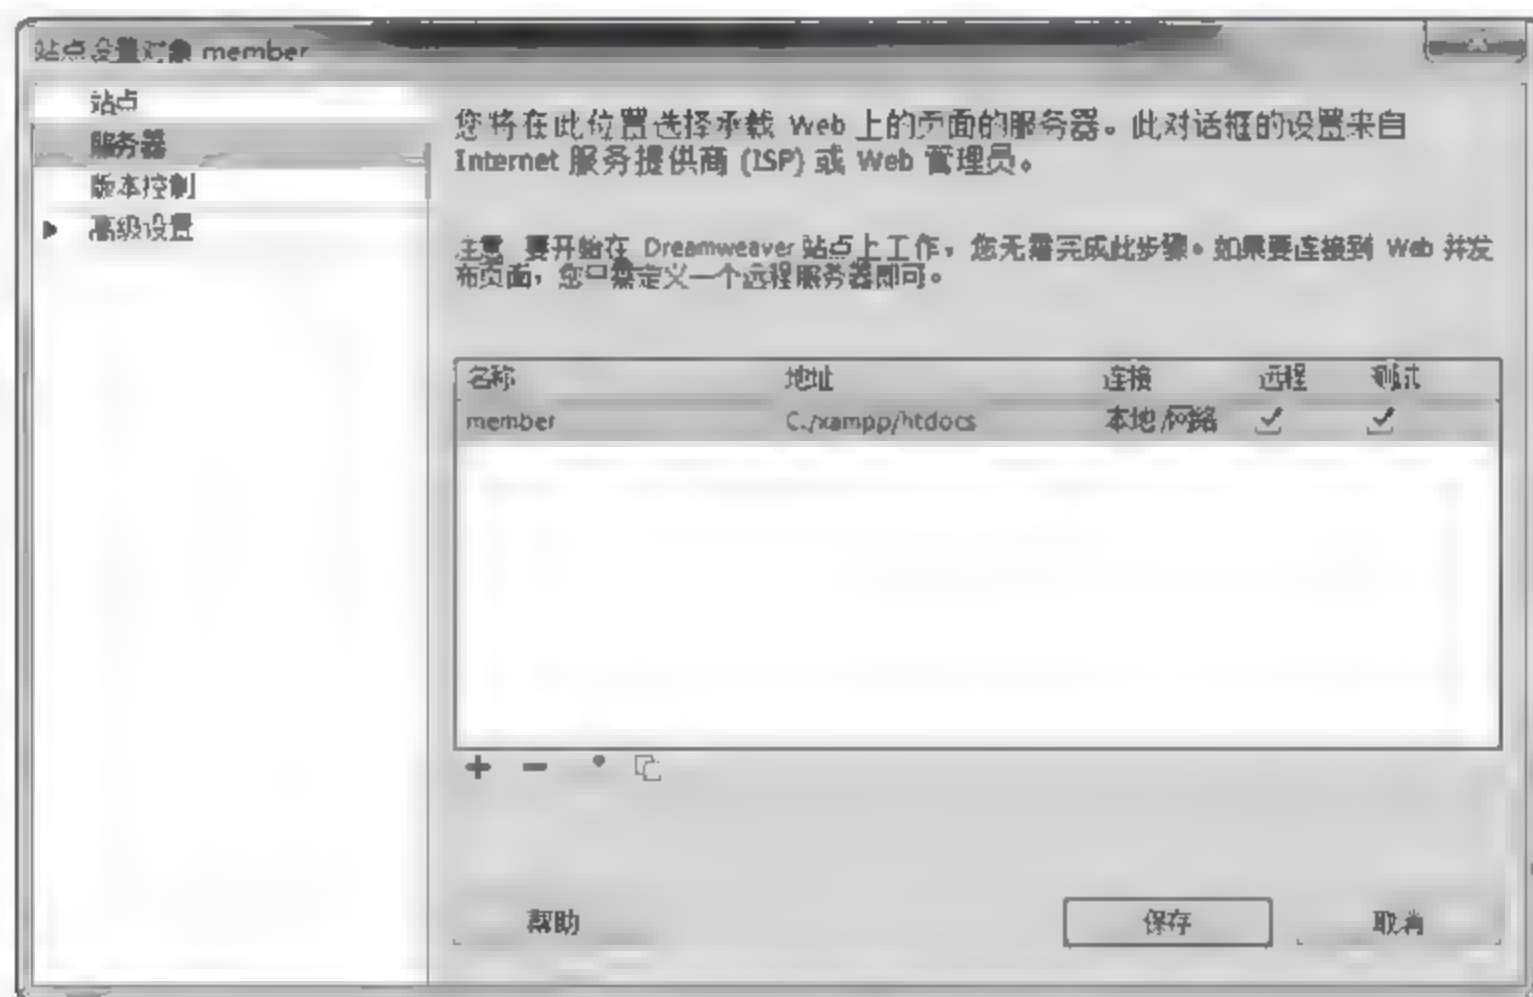 站点设置对象 member
站点
服务器
版本控制
高级设置
您将在此位置选择承载 Web 上的页面的服务器。此对话框的设置来自
Internet 服务提供商 (ISP) 或 Web 管理员。
注意 要开始在 Dreamweaver 站点上工作，您无需完成此步骤。如果要连接到 Web 并发
布页面，您只需定义一个远程服务器即可。
名称 地址 连接 远程 测试
member C:/xampp/htdocs 本地/网络
帮助 保存 取消